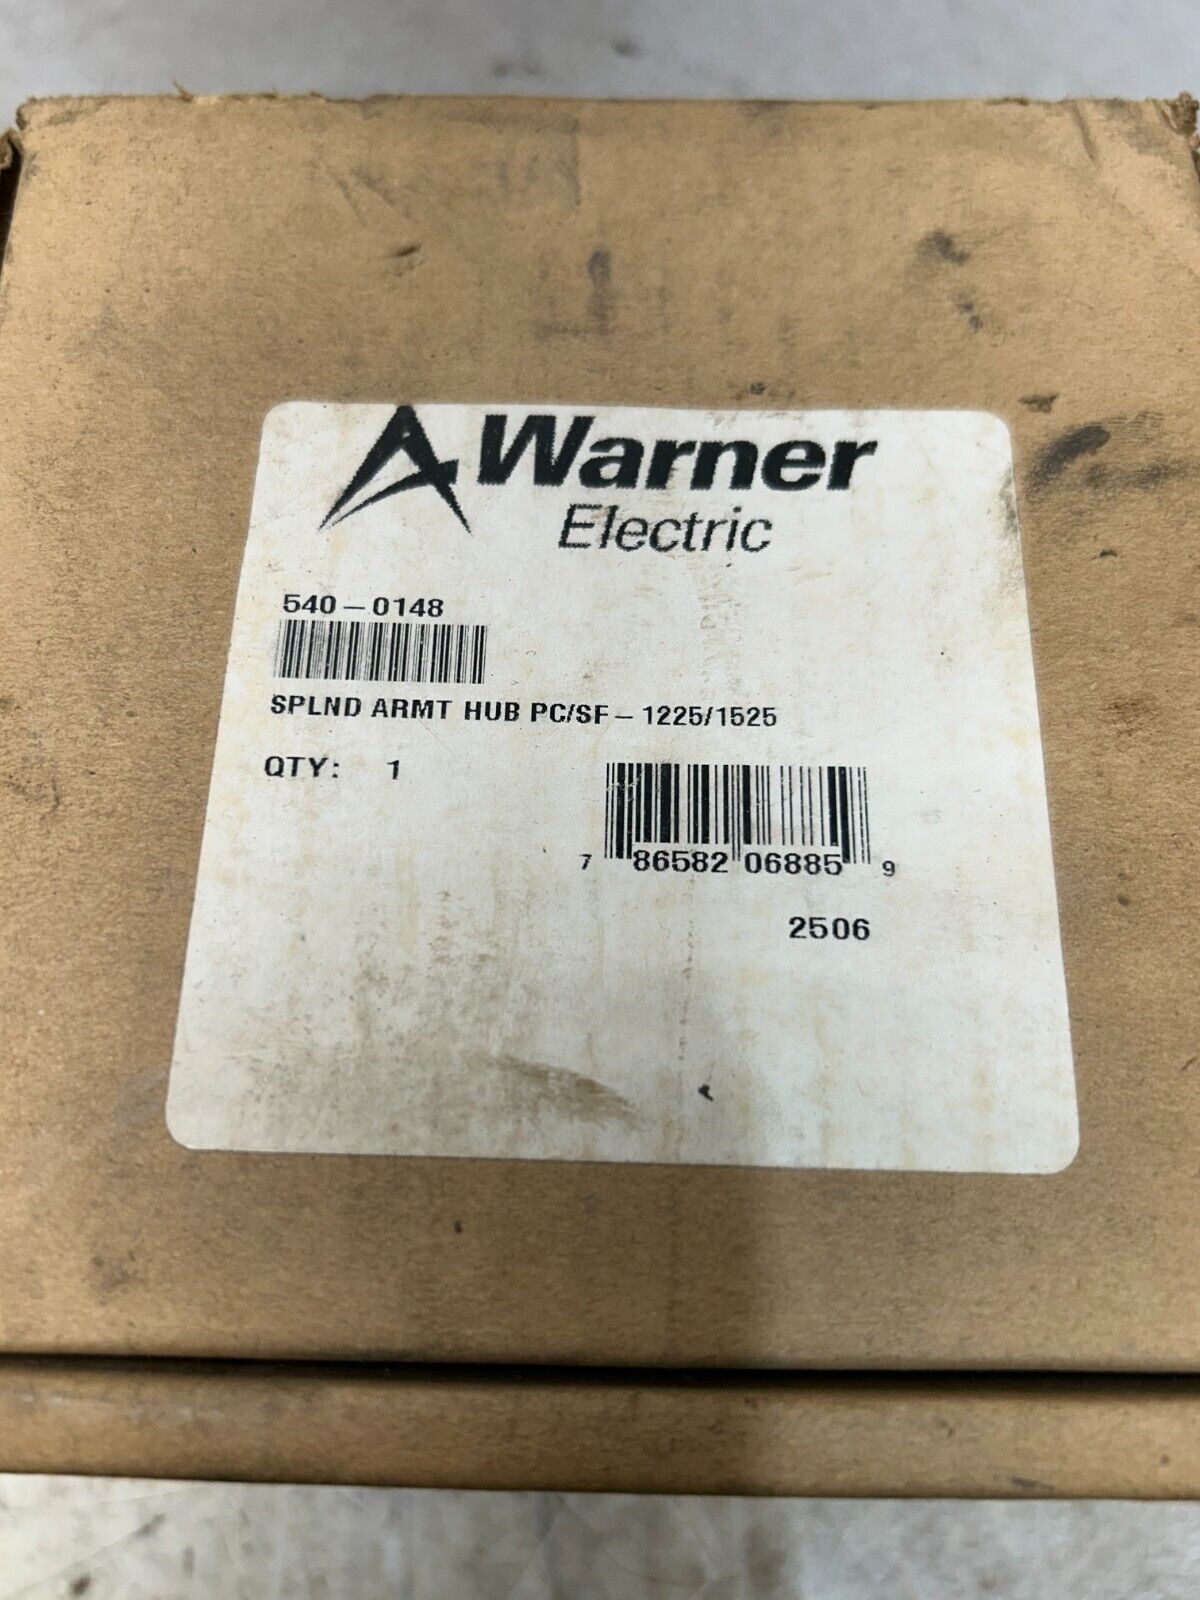 Warner
Electric
540-0148
SPLND ARMT HUB PC/SF-1225/1525
QTY: 1
7 86582 06885 9
2506